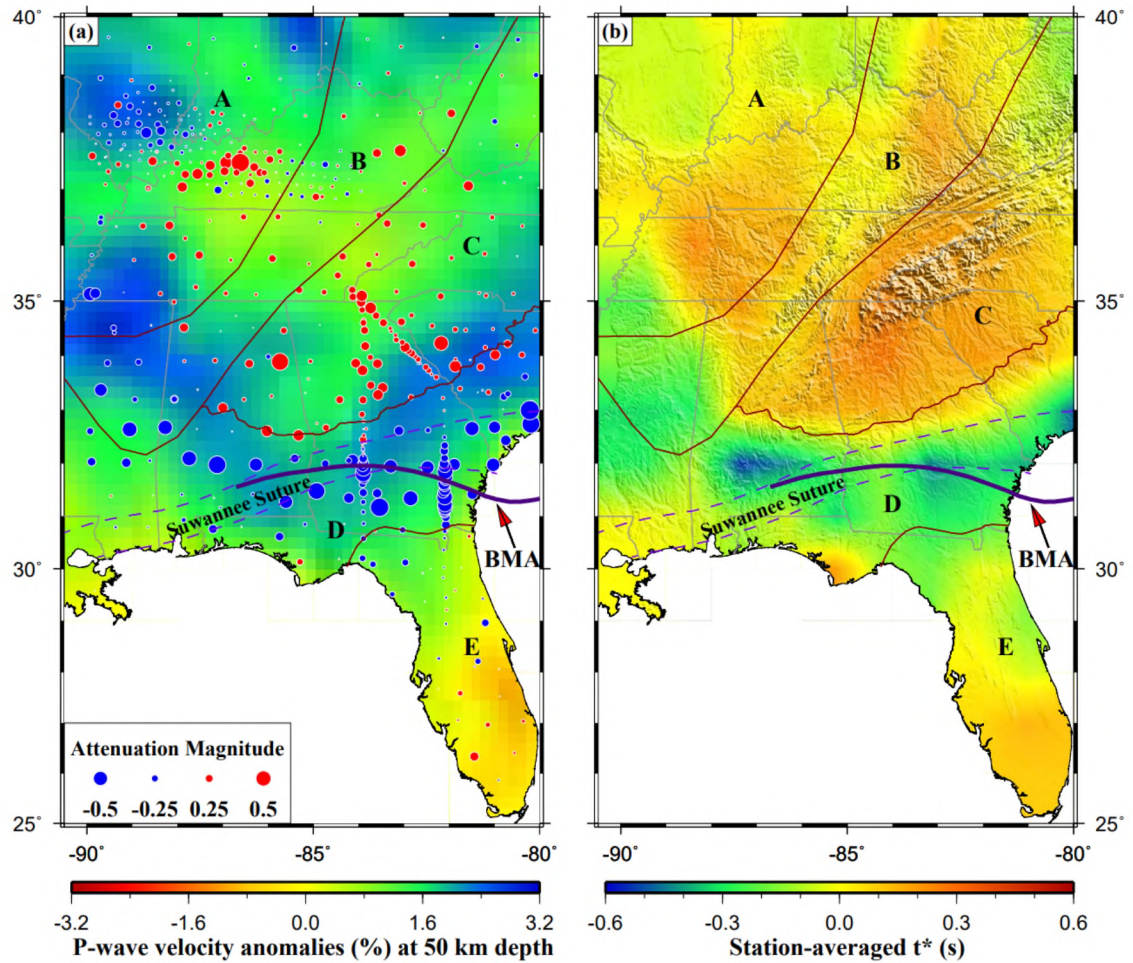 (a)
A
B
C
Suwannee Suture
D
BMA
E
Attenuation Magnitude
-0.5 -0.25 0.25 0.5
25°
30°
35°
-90° -85° -80°
-3.2 -1.6 0.0 1.6 3.2
P-wave velocity anomalies (%) at 50 km depth
40°
(b)
A
B
C
Suwannee Suture
D
BMA
E
40°
35°
30°
25°
-90° -85° -80°
-0.6 -0.3 0.0 0.3 0.6
Station-averaged t* (s)